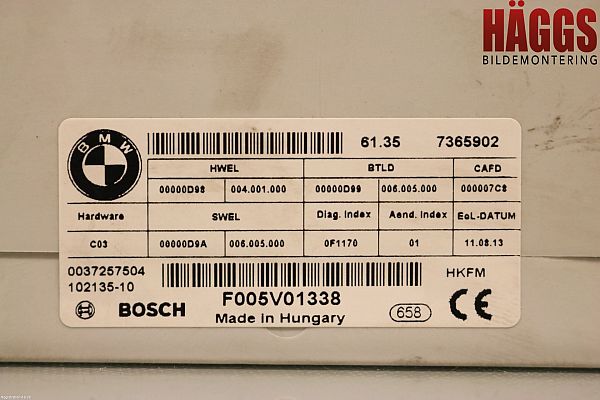 HÄGGS
BILDEMONTERING
BMW
61.35 7365902
HWEL BTLD CAFD
00000D98 004.001.000 00000D99 006.005.000 000007C8
Hardware SWEL Diag. Index Aend. Index EoL-DATUM
C03 00000D9A 006.005.000 0F1170 01 11.08.13
0037257504 HKFM
102135-10
BOSCH F005V01338 658 CE
Made in Hungary